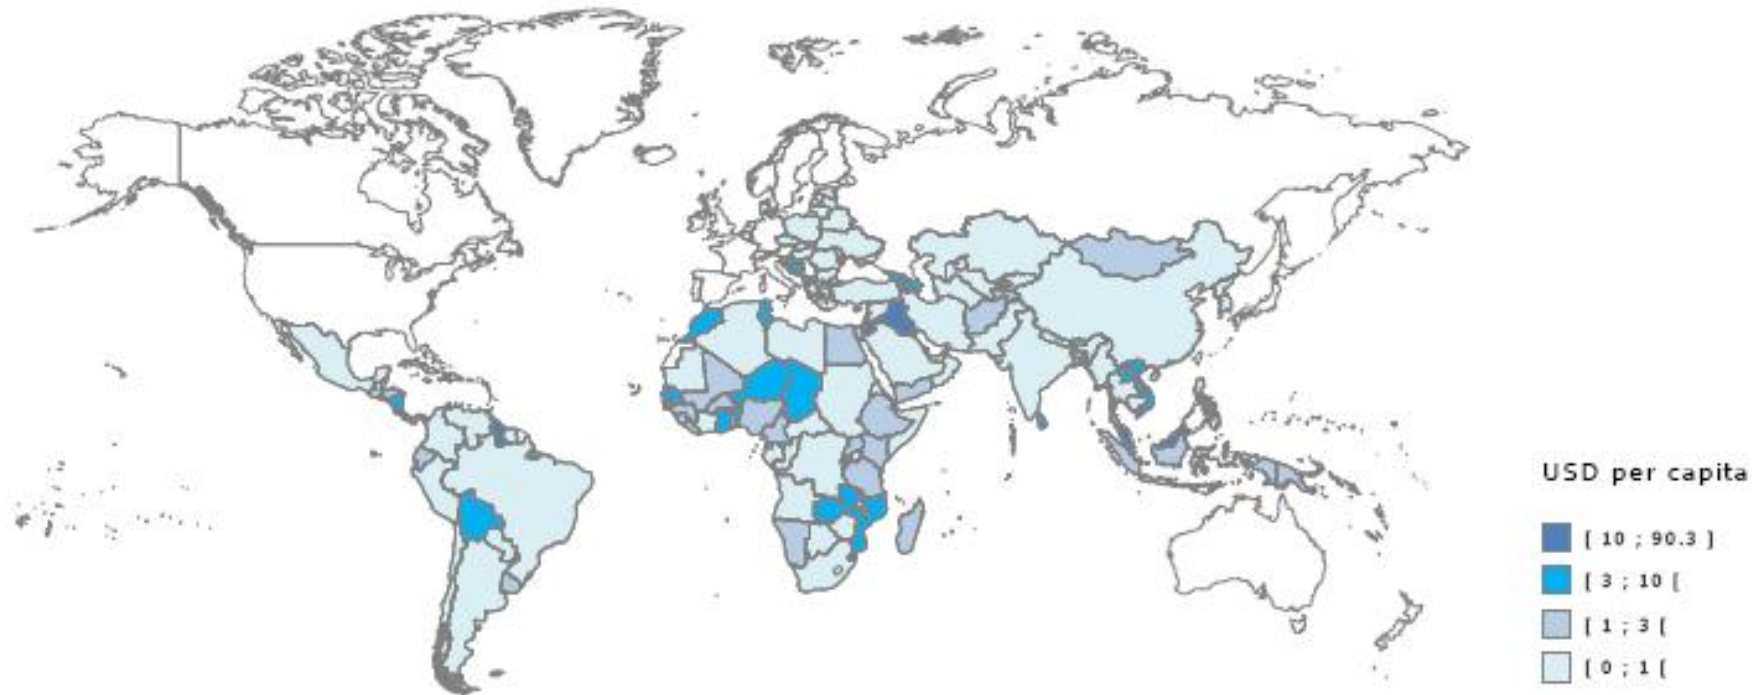 USD per capita
[ 10 ; 90.3 ]
[ 3 ; 10 [
[ 1 ; 3 [
[ 0 ; 1 [